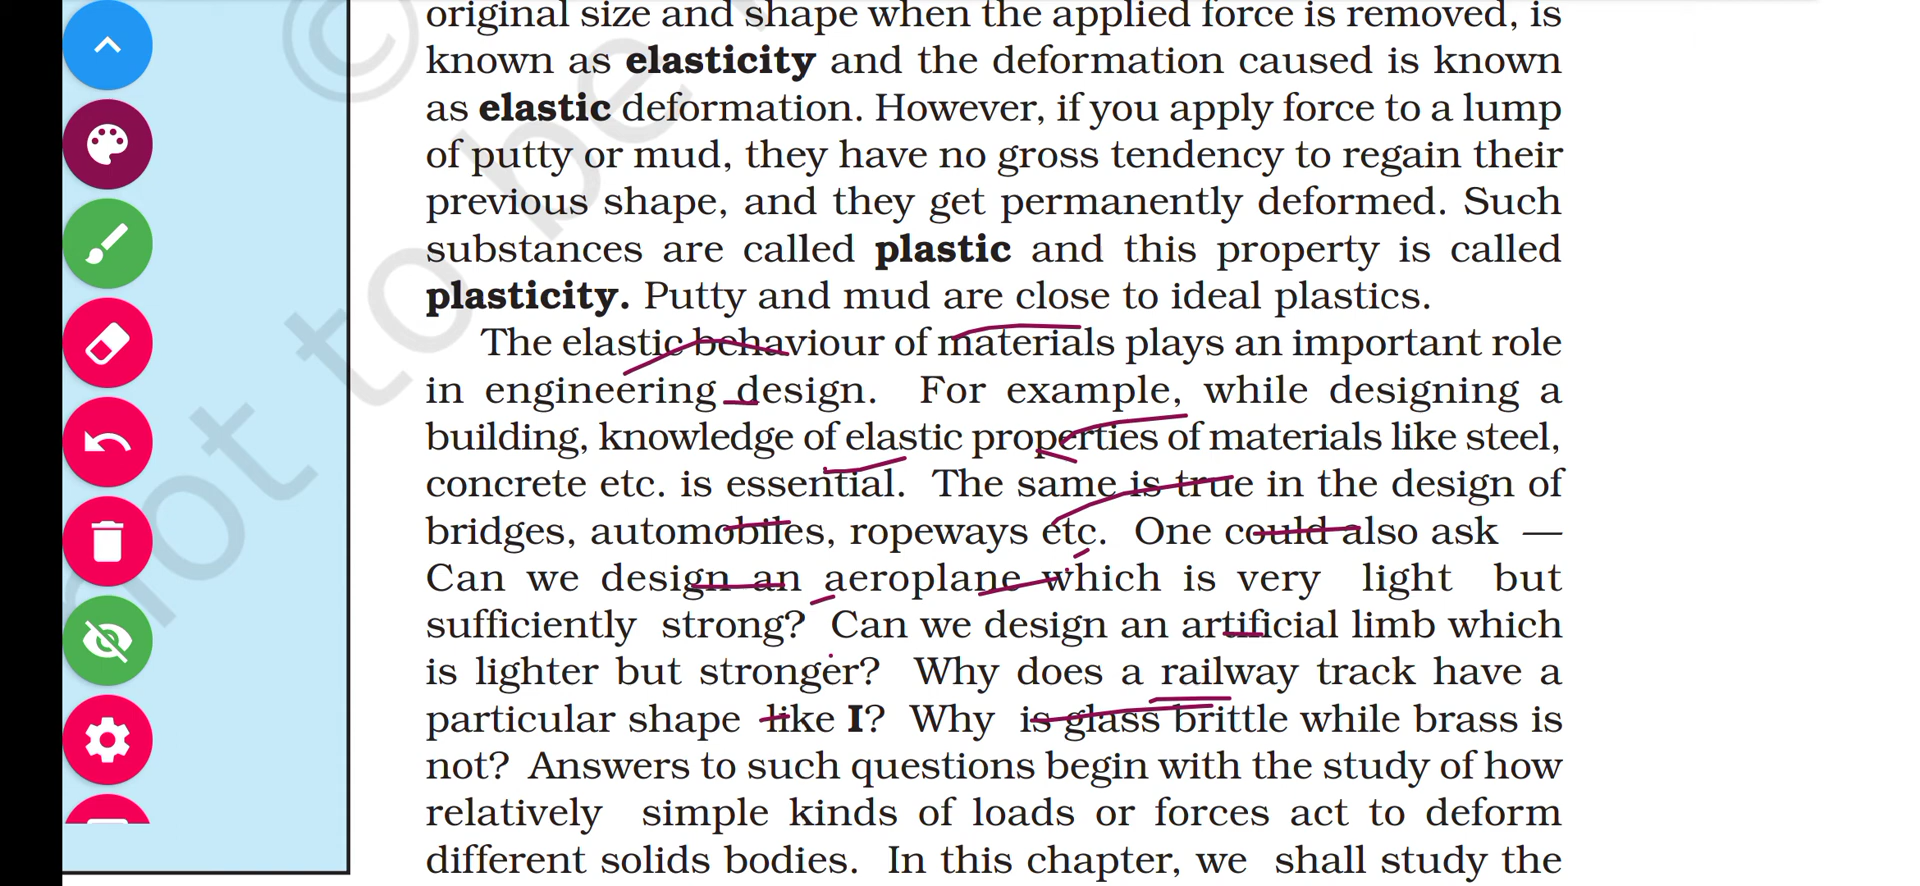 original size and shape when the applied force is removed, is
known as elasticity and the deformation caused is known
as elastic deformation. However, if you apply force to a lump
of putty or mud, they have no gross tendency to regain their
previous shape, and they get permanently deformed. Such
substances are called plastic and this property is called
plasticity. Putty and mud are close to ideal plastics.
The elastic behaviour of materials plays an important role
in engineering design. For example, while designing a
building, knowledge of elastic properties of materials like steel,
concrete etc. is essential. The same is true in the design of
bridges, automobiles, ropeways etc. One could also ask —
Can we design an aeroplane which is very light but
sufficiently strong? Can we design an artificial limb which
is lighter but stronger? Why does a railway track have a
particular shape like I? Why is glass brittle while brass is
not? Answers to such questions begin with the study of how
relatively simple kinds of loads or forces act to deform
different solids bodies. In this chapter, we shall study the
©
not to be